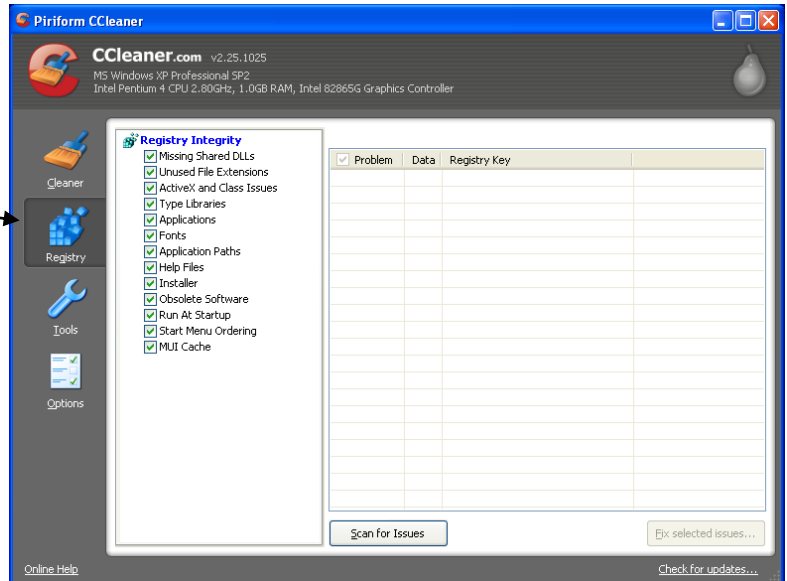 Piriform CCleaner
CCleaner.com v2.25.1025
MS Windows XP Professional SP2
Intel Pentium 4 CPU 2.80GHz, 1.0GB RAM, Intel 82865G Graphics Controller
Cleaner
Registry
Tools
Options
Registry Integrity
Missing Shared DLLs
Unused File Extensions
ActiveX and Class Issues
Type Libraries
Applications
Fonts
Application Paths
Help Files
Installer
Obsolete Software
Run At Startup
Start Menu Ordering
MUI Cache
Problem Data Registry Key
Scan for Issues
Fix selected issues...
Online Help
Check for updates...